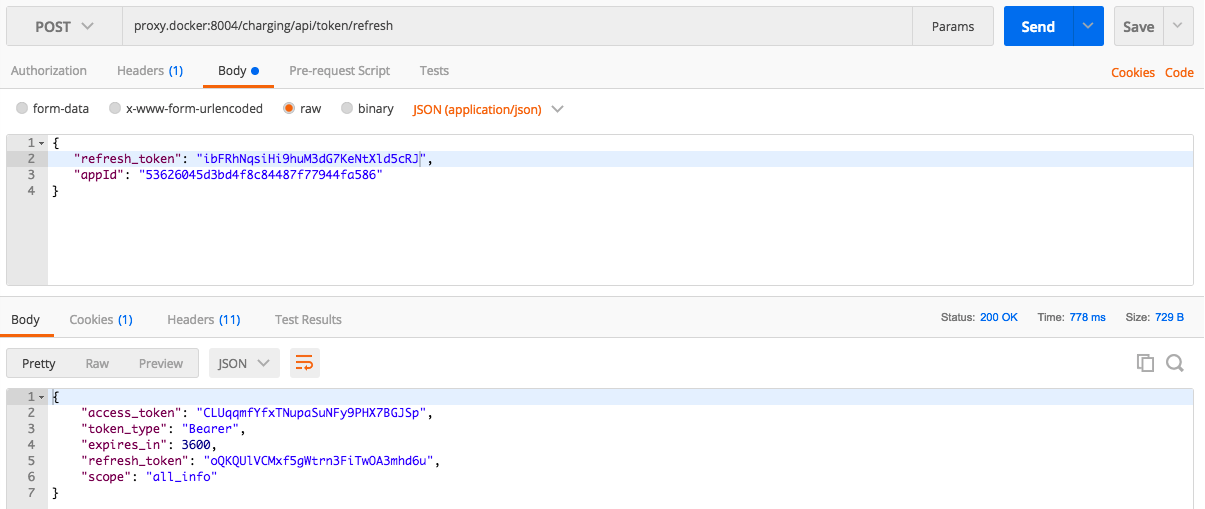 POST proxy.docker:8004/charging/api/token/refresh Params Send Save
Authorization Headers (1) Body Pre-request Script Tests Cookies Code
form-data x-www-form-urlencoded raw binary JSON (application/json)
1 {
2 "refresh_token": "ibFRhNqsiHi9huM3dG7KeNtXld5cRJ",
3 "appId": "53626045d3bd4f8c84487f77944fa586"
4 }
Body Cookies (1) Headers (11) Test Results Status: 200 OK Time: 778 ms Size: 729 B
Pretty Raw Preview JSON
1 {
2 "access_token": "CLUqqmfYfxTNupaSuNFy9PHX7BGJSp",
3 "token_type": "Bearer",
4 "expires_in": 3600,
5 "refresh_token": "oQKQUlVCMxf5gWtrn3FiTwOA3mhd6u",
6 "scope": "all_info"
7 }